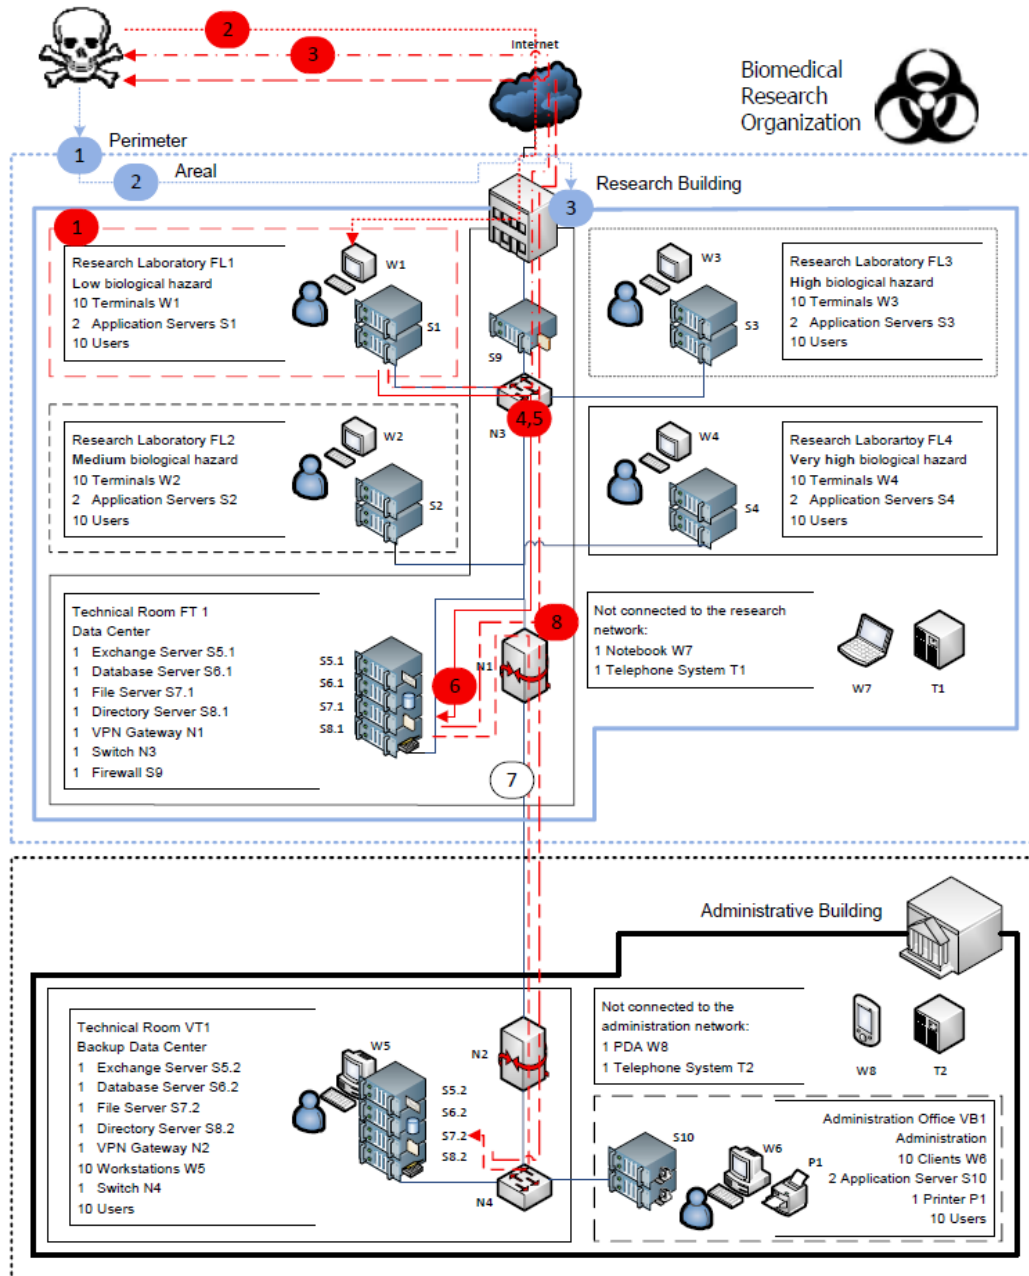 2
3
Internet
Biomedical
Research
Organization
1
Perimeter
2
Areal
3
Research Building
1
Research Laboratory FL1
Low biological hazard
10 Terminals W1
2 Application Servers S1
10 Users
W1
S1
S9
W3
S3
Research Laboratory FL3
High biological hazard
10 Terminals W3
2 Application Servers S3
10 Users
4,5
N3
Research Laboratory FL2
Medium biological hazard
10 Terminals W2
2 Application Servers S2
10 Users
W2
S2
W4
S4
Research Laborartoy FL4
Very high biological hazard
10 Terminals W4
2 Application Servers S4
10 Users
Technical Room FT 1
Data Center
1 Exchange Server S5.1
1 Database Server S6.1
1 File Server S7.1
1 Directory Server S8.1
1 VPN Gateway N1
1 Switch N3
1 Firewall S9
S5.1
S6.1
S7.1
S8.1
6
N1
8
7
Not connected to the research
network:
1 Notebook W7
1 Telephone System T1
W7
T1
Administrative Building
Technical Room VT1
Backup Data Center
1 Exchange Server S5.2
1 Database Server S6.2
1 File Server S7.2
1 Directory Server S8.2
1 VPN Gateway N2
10 Workstations W5
1 Switch N4
10 Users
W5
S5.2
S6.2
S7.2
S8.2
N2
N4
Not connected to the
administration network:
1 PDA W8
1 Telephone System T2
W8
T2
S10
W6
P1
Administration Office VB1
Administration
10 Clients W6
2 Application Server S10
1 Printer P1
10 Users